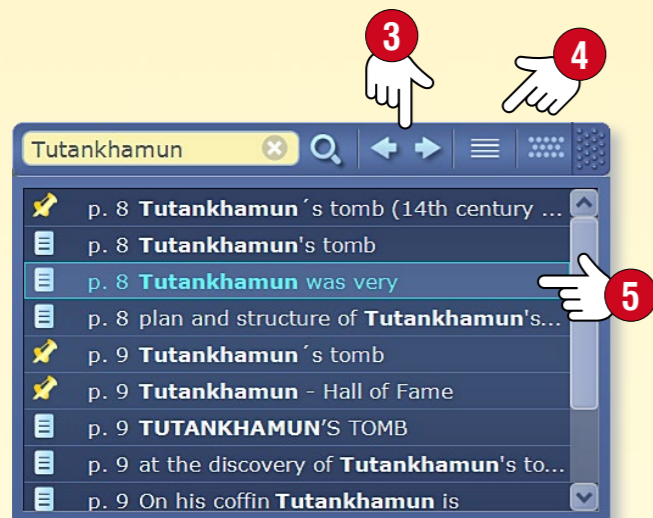 3
4
Tutankhamun
p. 8 Tutankhamun´s tomb (14th century ...
p. 8 Tutankhamun's tomb
p. 8 Tutankhamun was very
5
p. 8 plan and structure of Tutankhamun's...
p. 9 Tutankhamun´s tomb
p. 9 Tutankhamun - Hall of Fame
p. 9 TUTANKHAMUN’S TOMB
p. 9 at the discovery of Tutankhamun's to...
p. 9 On his coffin Tutankhamun is